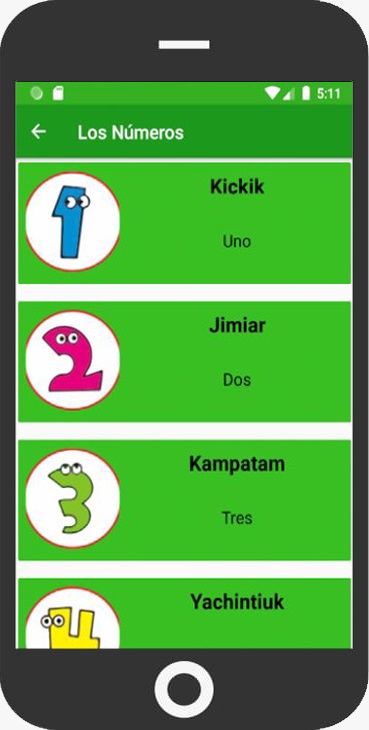 5:11
Los Números
Kickik
Uno
Jimiar
Dos
Kampatam
Tres
Yachintiuk